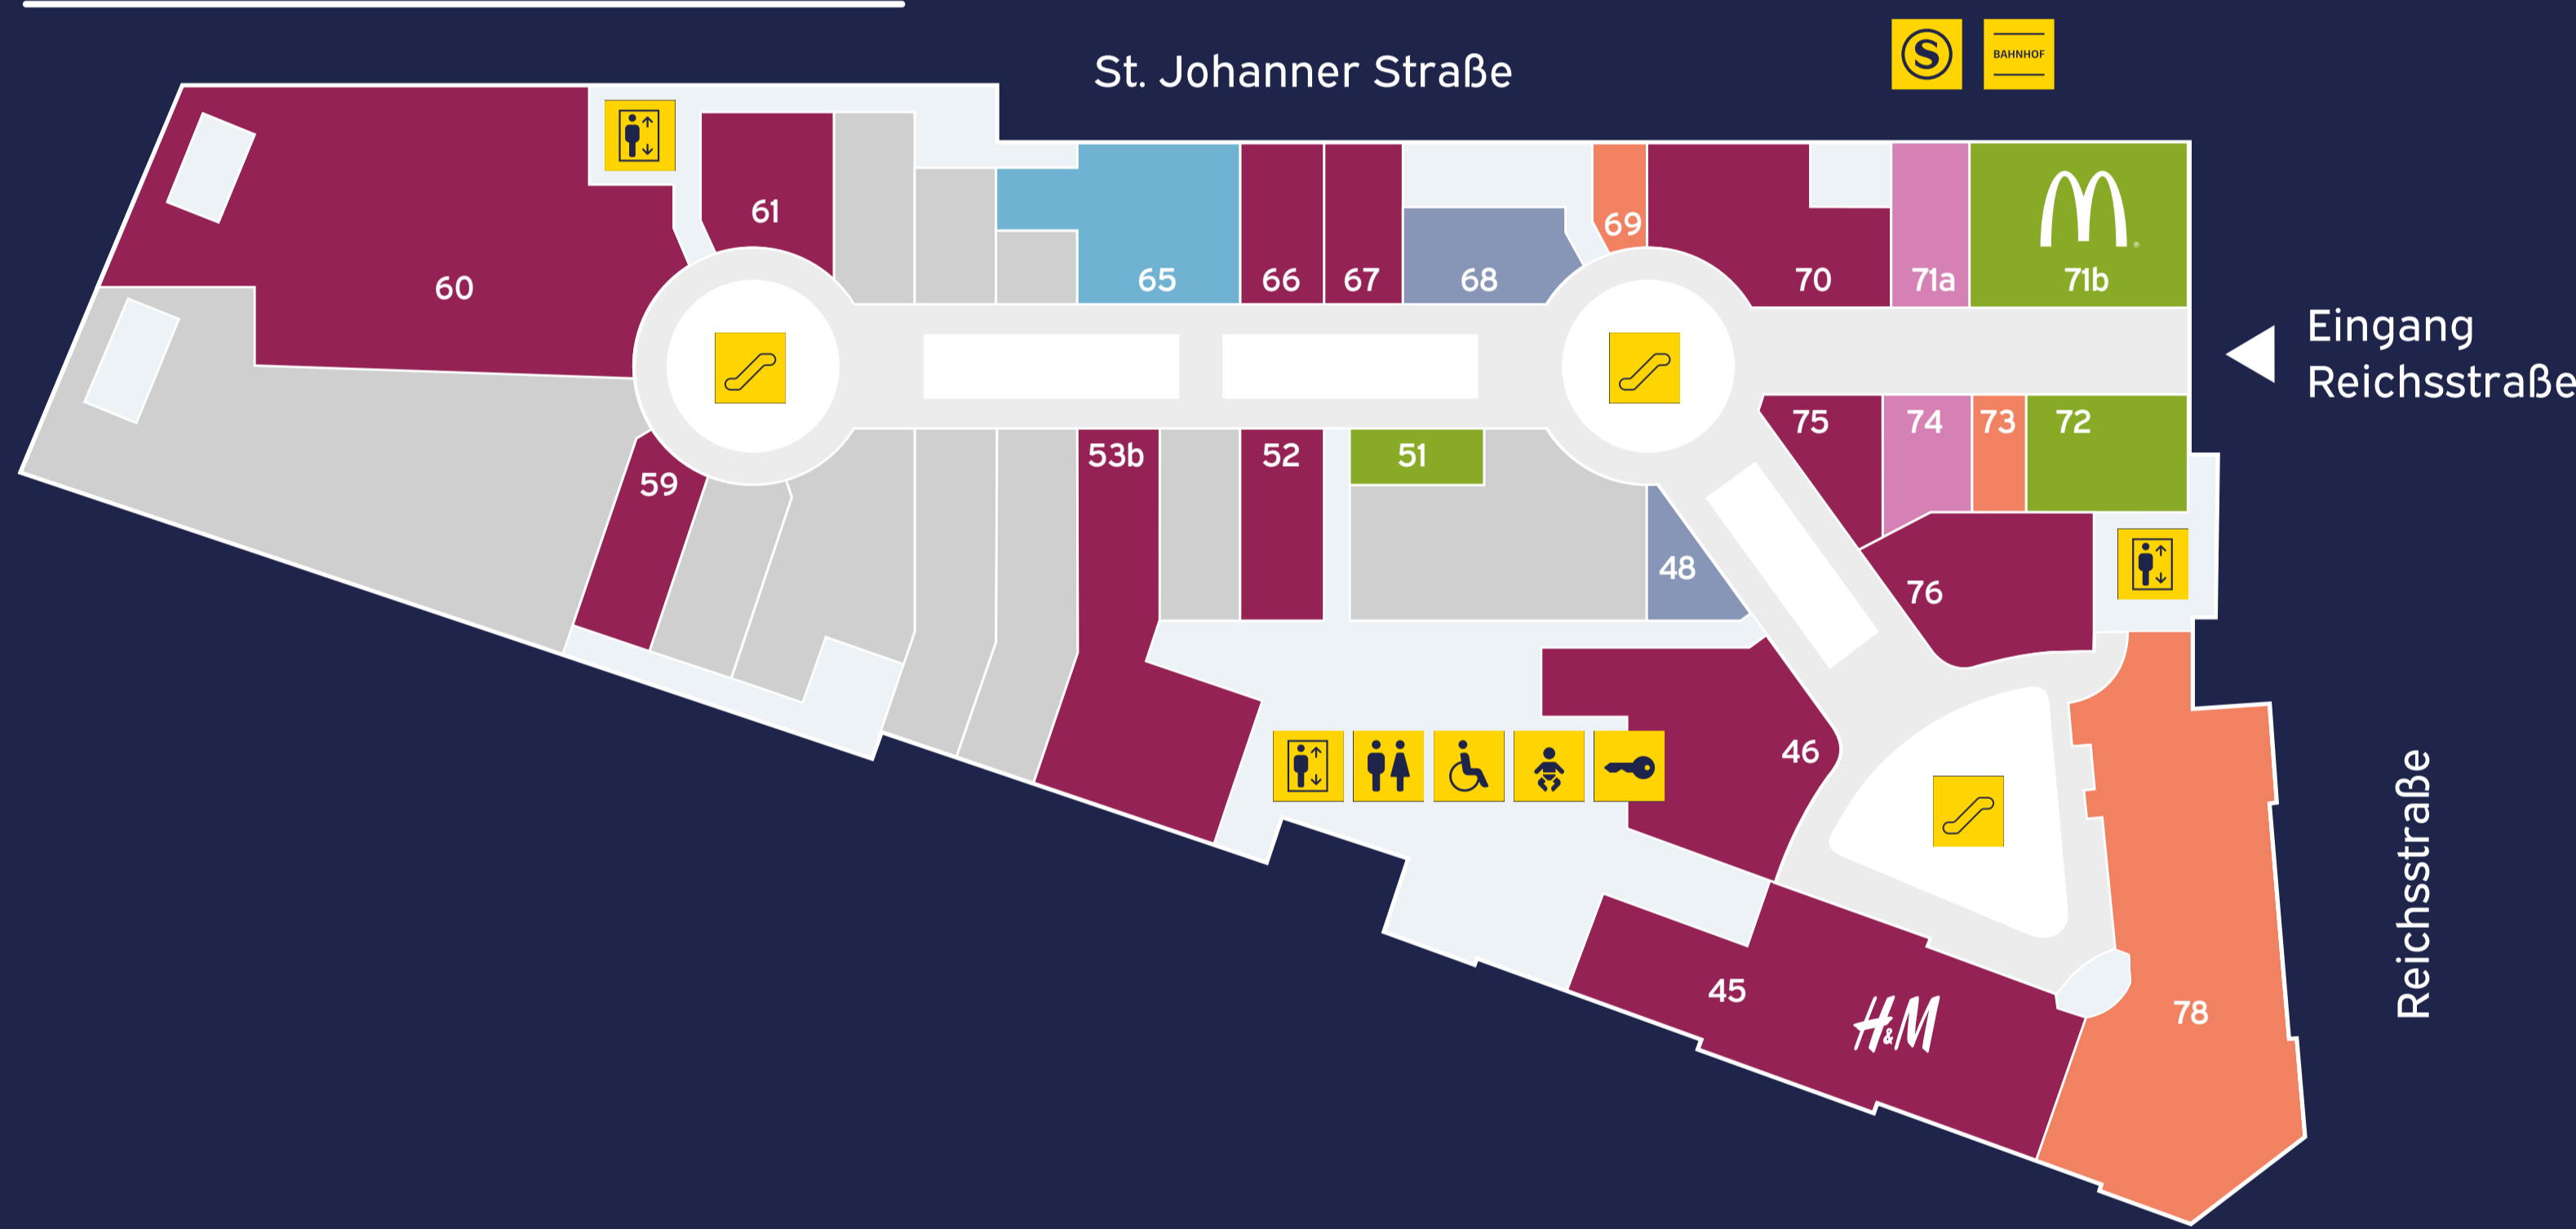 St. Johanner Straße
S
BAHNHOF
61
69
60
65
66
67
68
70
71a
71b
Eingang
Reichsstraße
75
74
73
72
53b
52
51
59
48
76
46
45
H&M
78
Reichsstraße